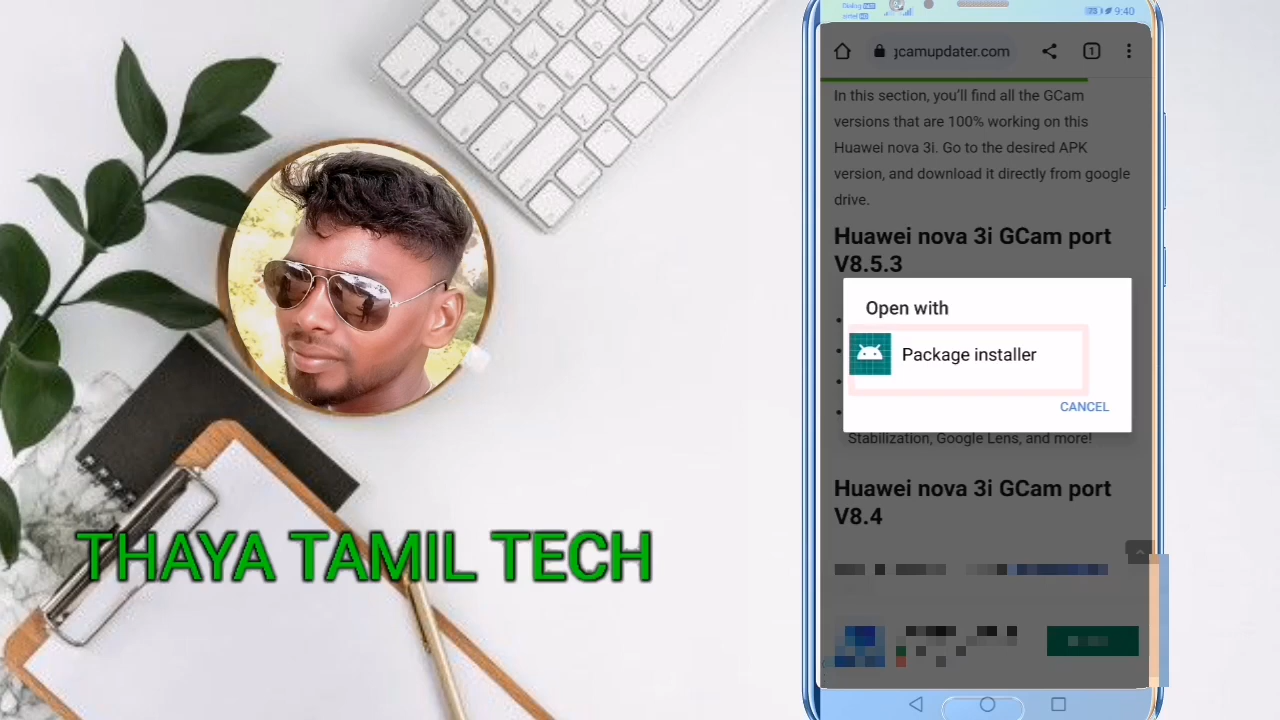 THAYA TAMIL TECH
9:40
gcamupdater.com
In this section, you'll find all the GCam
versions that are 100% working on this
Huawei nova 3i. Go to the desired APK
version, and download it directly from google
drive.
Huawei nova 3i GCam port
V8.5.3
Open with
Package installer
CANCEL
Stabilization, Google Lens, and more!
Huawei nova 3i GCam port
V8.4